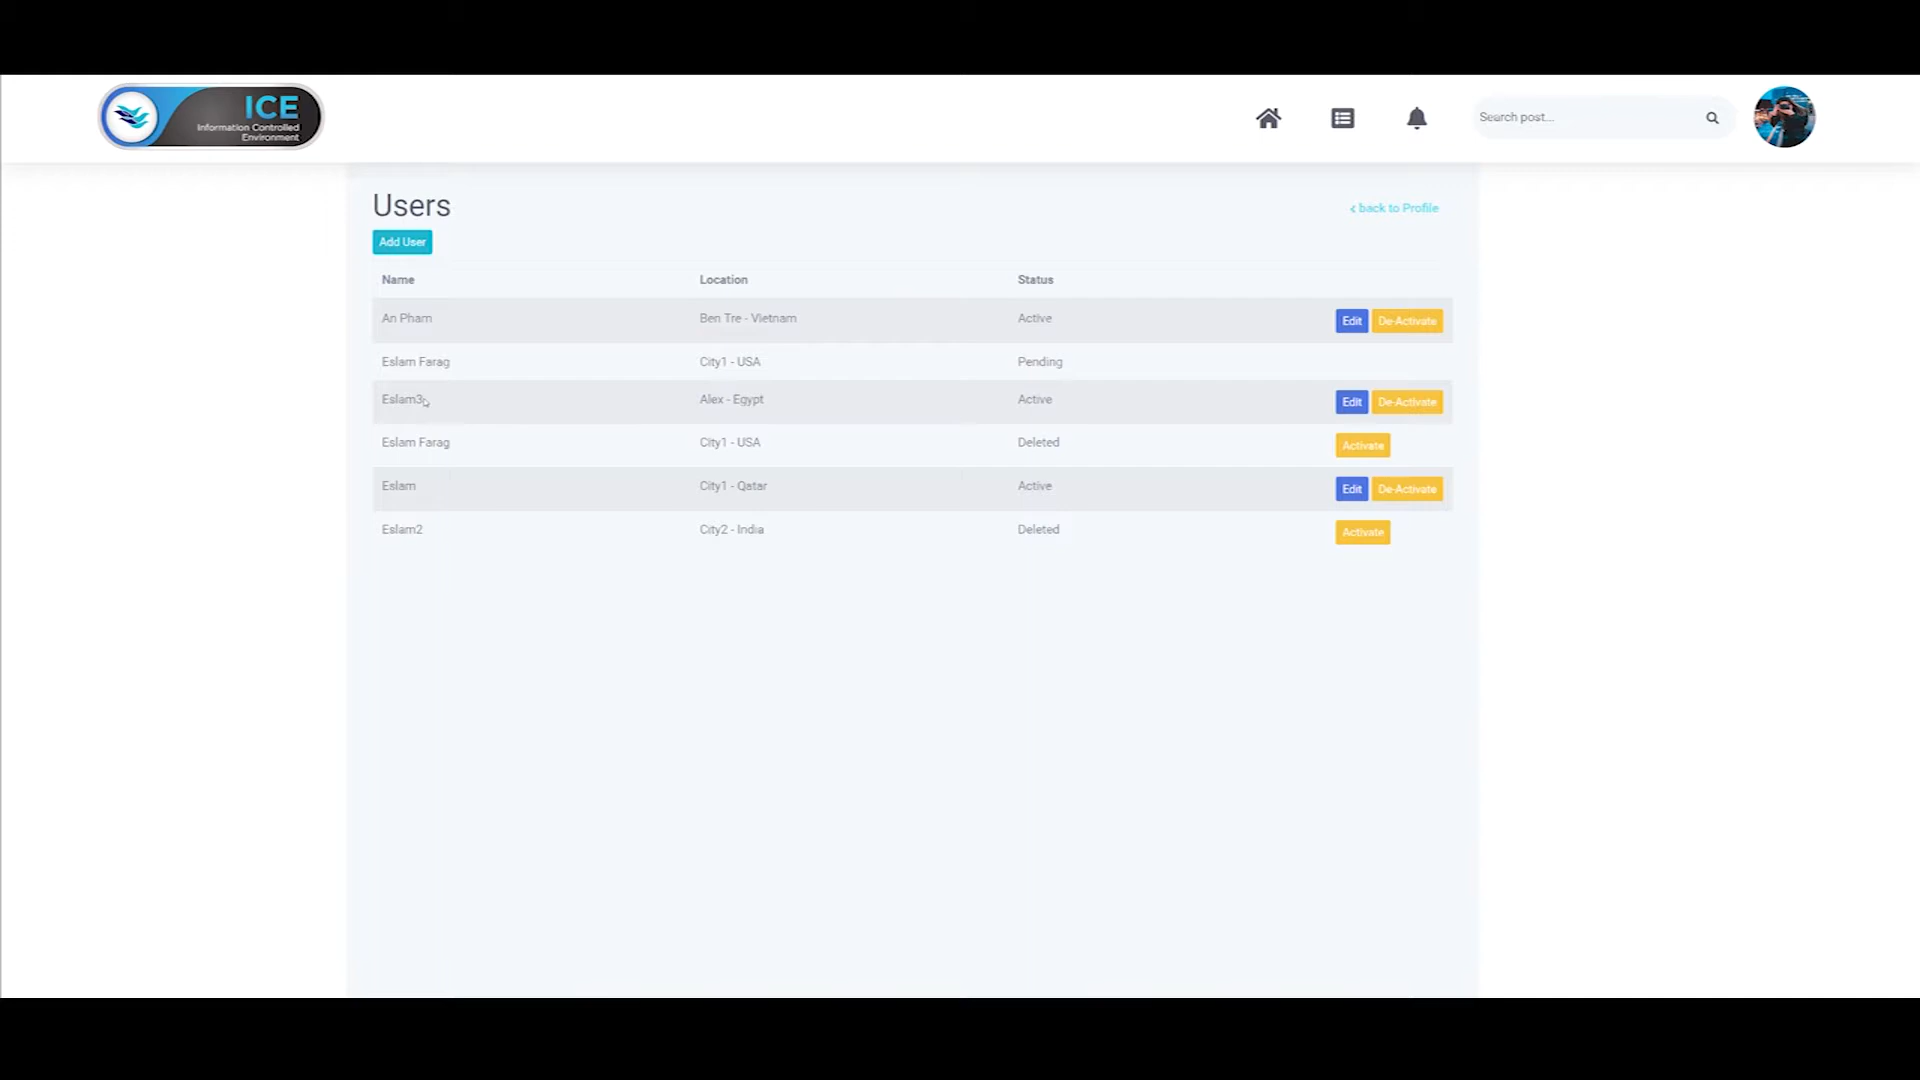 ICE
Information Controlled
Environment
Search post...
Users
back to Profile
Add User
Name Location Status
An Pham Ben Tre - Vietnam Active Edit De-Activate
Eslam Farag City1 - USA Pending
Eslam3 Alex - Egypt Active Edit De-Activate
Eslam Farag City1 - USA Deleted Activate
Eslam City1 - Qatar Active Edit De-Activate
Eslam2 City2 - India Deleted Activate